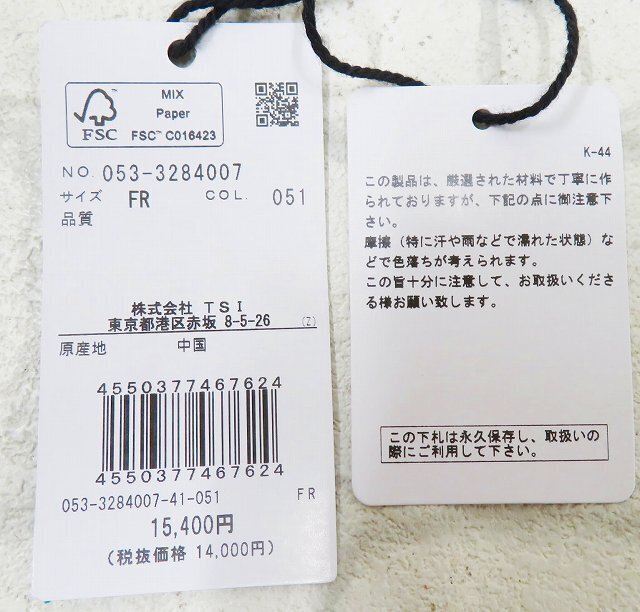 MIX
Paper
FSC™ C016423
FSC
NO. 053-3284007
サイズ FR COL. 051
品質
株式会社 TSI
東京都港区赤坂 8-5-26 (Z)
原産地 中国
4550377467624
4550377467624
053-3284007-41-051 FR
15,400円
(税抜価格 14,000円)
K-44
この製品は、厳選された材料で丁寧に作
られておりますが、下記の点に御注意下
さい。
摩擦(特に汗や雨などで濡れた状態)な
どで色落ちが考えられます。
この旨十分に注意して、お取扱いくださ
る様お願い致します。
この下札は永久保存し、取扱いの
際にご利用して下さい。